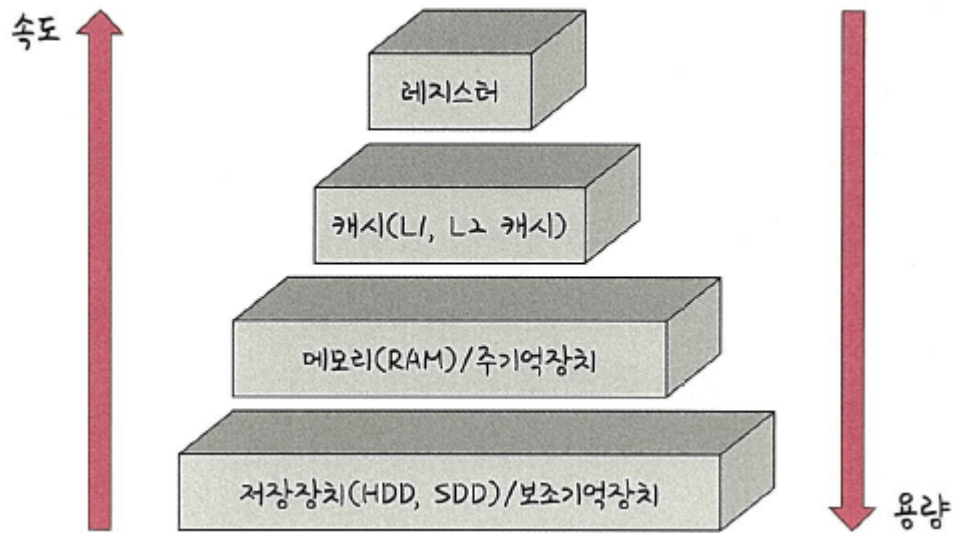 속도
레지스터
캐시(L1, L2 캐시)
메모리(RAM)/주기억장치
저장장치(HDD, SDD)/보조기억장치
용량